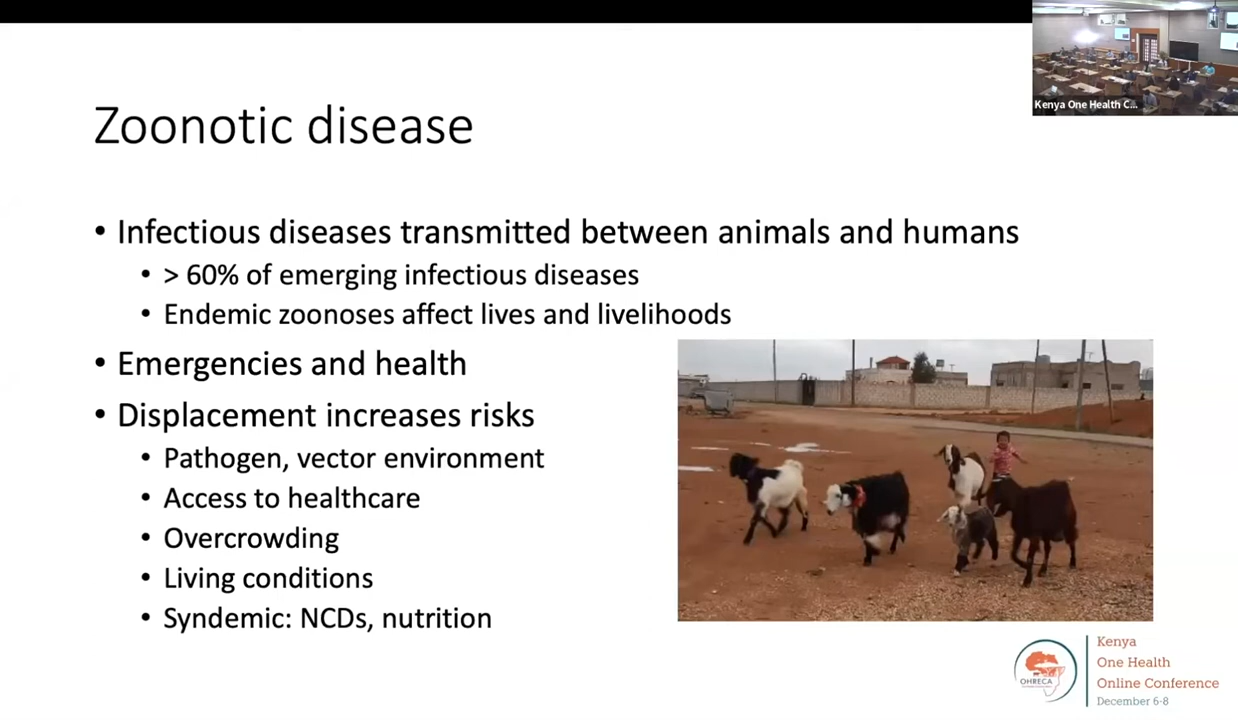 Kenya One Health C...
Zoonotic disease
• Infectious diseases transmitted between animals and humans
• > 60% of emerging infectious diseases
• Endemic zoonoses affect lives and livelihoods
• Emergencies and health
• Displacement increases risks
• Pathogen, vector environment
• Access to healthcare
• Overcrowding
• Living conditions
• Syndemic: NCDs, nutrition
OHRECA
Kenya
One Health
Online Conference
December 6-8